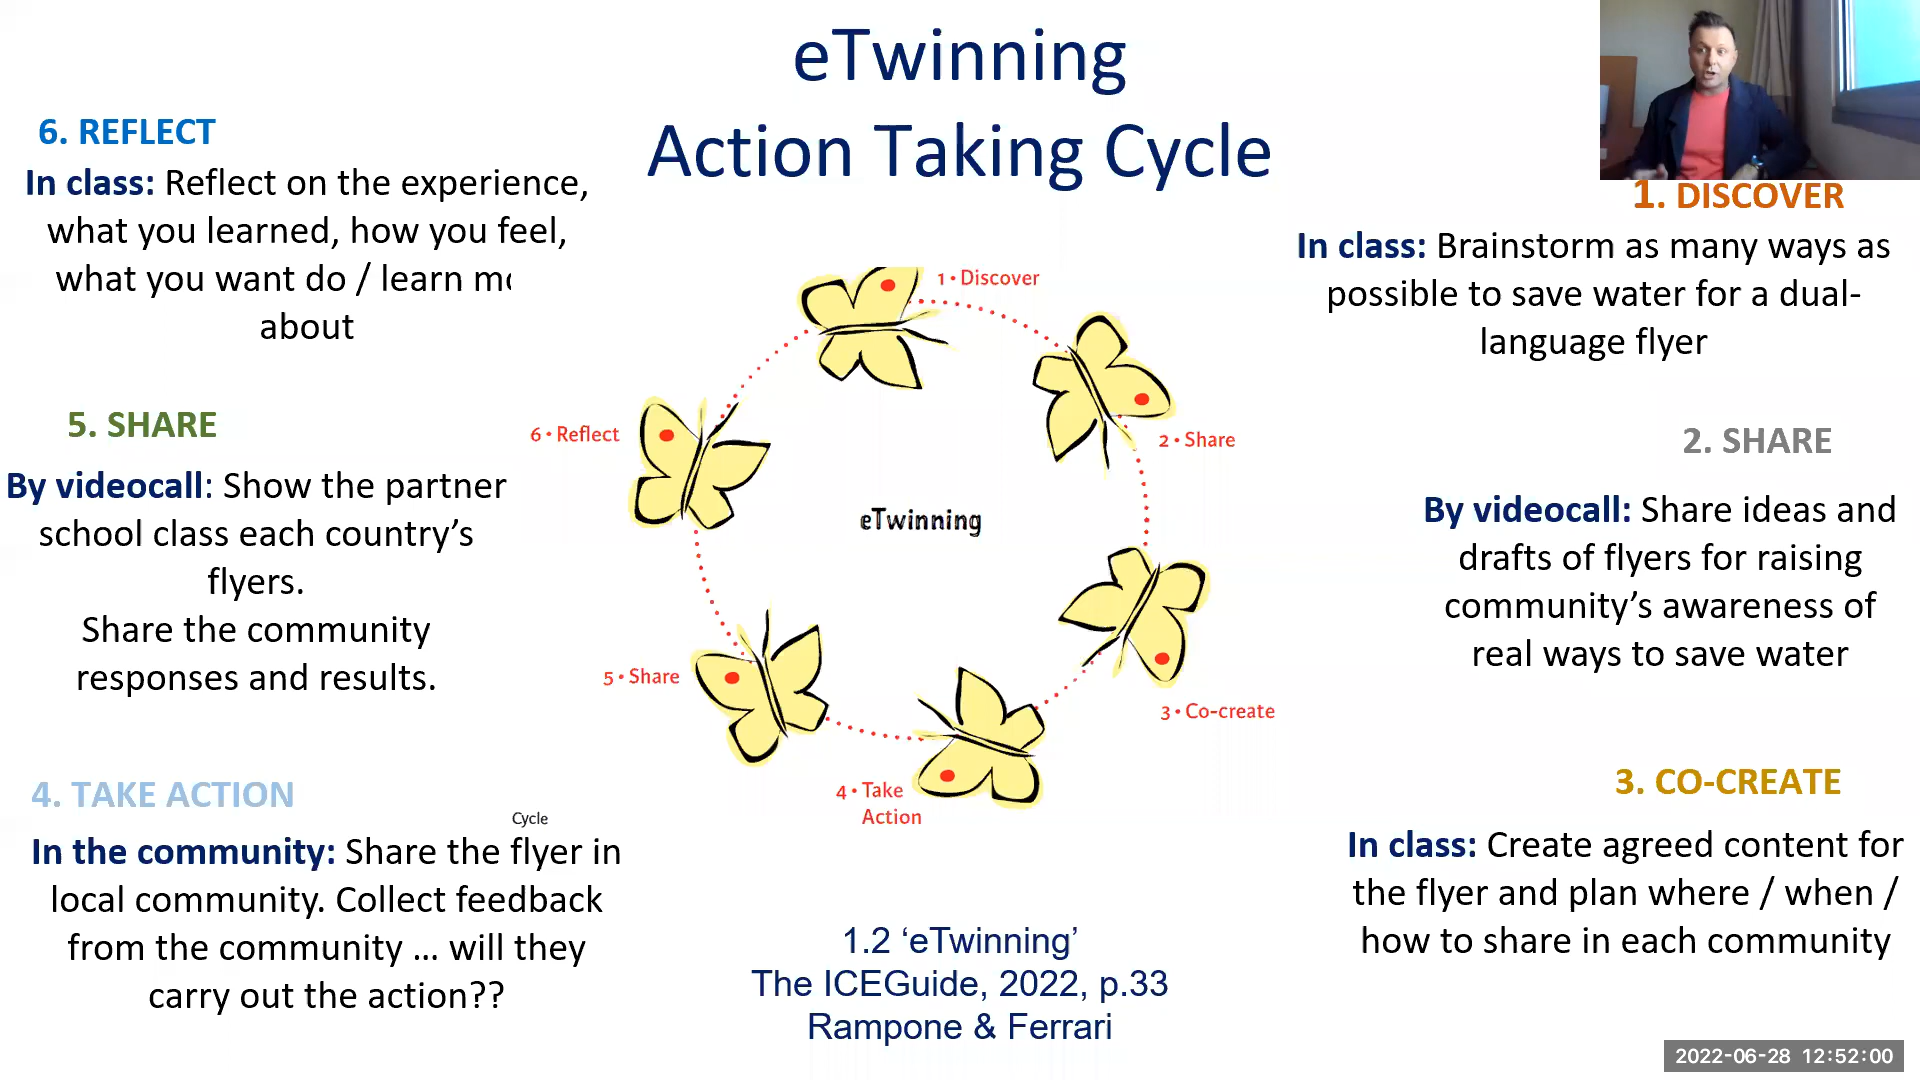 eTwinning
Action Taking Cycle
6. REFLECT
In class: Reflect on the experience,
what you learned, how you feel,
what you want do / learn
about
5. SHARE
By videocall: Show the partner
school class each country’s
flyers.
Share the community
responses and results.
4. TAKE ACTION
Cycle
In the community: Share the flyer in
local community. Collect feedback
from the community ... will they
carry out the action??
1 • Discover
2 • Share
3 • Co-create
4 • Take
Action
5 • Share
6 • Reflect
eTwinning
1.2 ‘eTwinning’
The ICEGuide, 2022, p.33
Rampone & Ferrari
1. DISCOVER
In class: Brainstorm as many ways as
possible to save water for a dual-
language flyer
2. SHARE
By videocall: Share ideas and
drafts of flyers for raising
community’s awareness of
real ways to save water
3. CO-CREATE
In class: Create agreed content for
the flyer and plan where / when /
how to share in each community
2022-06-28 12:52:00